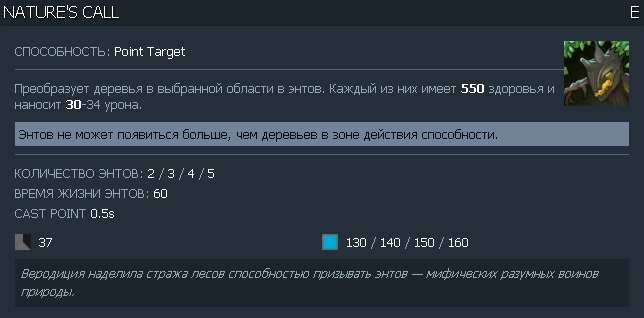 NATURE'S CALL E
СПОСОБНОСТЬ: Point Target
Преобразует деревья в выбранной области в энтов. Каждый из них имеет 550 здоровья и
наносит 30-34 урона.
Энтов не может появиться больше, чем деревьев в зоне действия способности.
КОЛИЧЕСТВО ЭНТОВ: 2 / 3 / 4 / 5
ВРЕМЯ ЖИЗНИ ЭНТОВ: 60
CAST POINT 0.5s
37 130 / 140 / 150 / 160
Веродиция наделила стража лесов способностью призывать энтов — мифических разумных воинов
природы.